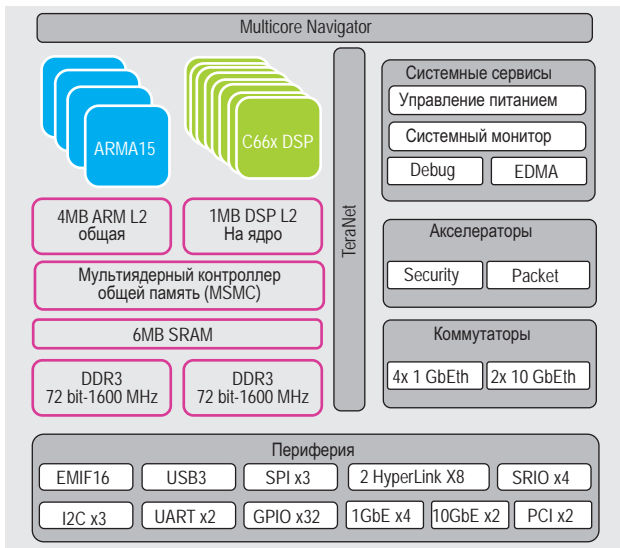 Multicore Navigator
ARMA15
C66x DSP
4MB ARM L2
общая
1MB DSP L2
На ядро
Мультиядерный контроллер
общей память (MSMC)
6MB SRAM
DDR3
72 bit-1600 MHz
DDR3
72 bit-1600 MHz
TeraNet
Системные сервисы
Управление питанием
Системный монитор
Debug
EDMA
Акселераторы
Security
Packet
Коммутаторы
4x 1 GbEth
2x 10 GbEth
Периферия
EMIF16
USB3
SPI x3
2 HyperLink X8
SRIO x4
I2C x3
UART x2
GPIO x32
1GbE x4
10GbE x2
PCI x2